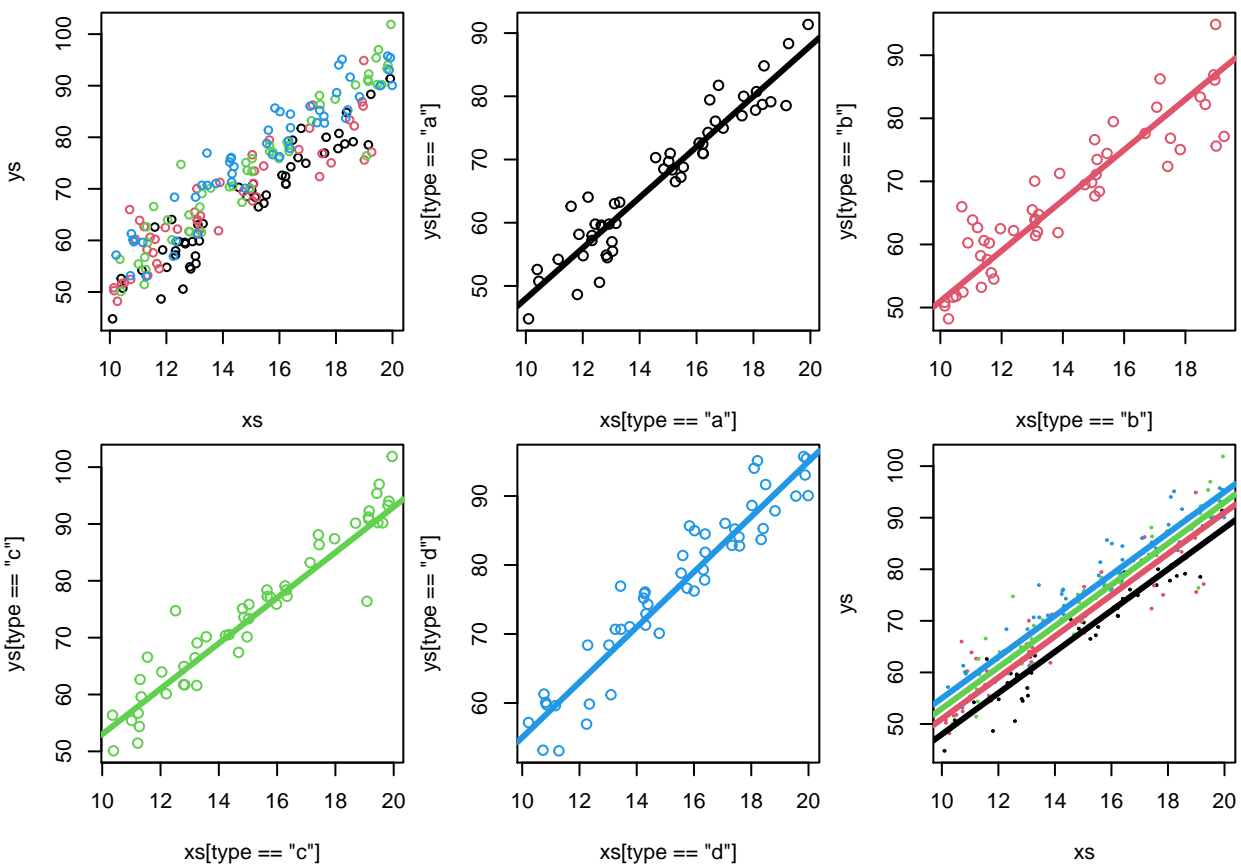 ys
50 60 70 80 90 100
10 12 14 16 18 20
xs
ys[type == "a"]
50 60 70 80 90
10 12 14 16 18 20
xs[type == "a"]
ys[type == "b"]
50 60 70 80 90
10 12 14 16 18
xs[type == "b"]
ys[type == "c"]
50 60 70 80 90 100
10 12 14 16 18 20
xs[type == "c"]
ys[type == "d"]
60 70 80 90
10 12 14 16 18 20
xs[type == "d"]
ys
50 60 70 80 90 100
10 12 14 16 18 20
xs